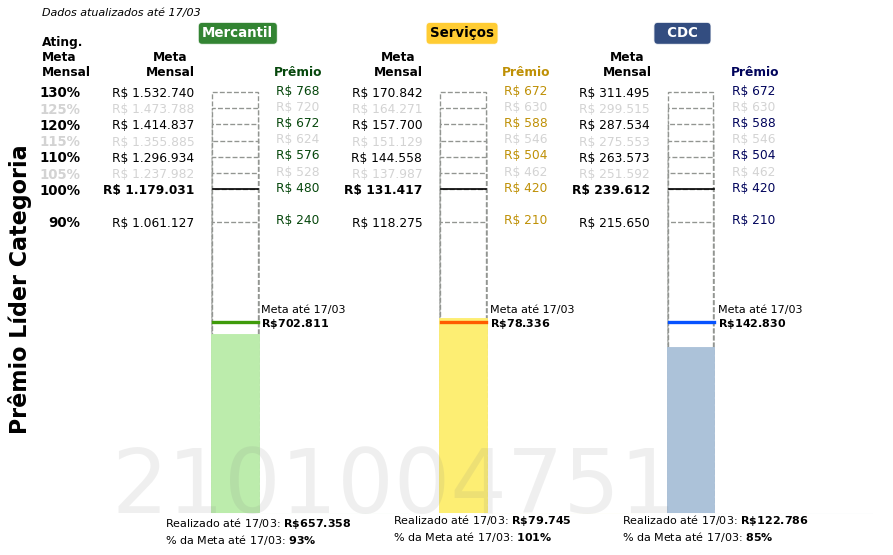 Dados atualizados até 17/03
Mercantil Serviços CDC
Ating. Meta Mensal
Meta Mensal Prêmio Meta Mensal Prêmio Meta Mensal Prêmio
130% R$ 1.532.740 R$ 768 R$ 170.842 R$ 672 R$ 311.495 R$ 672
125% R$ 1.473.788 R$ 720 R$ 164.271 R$ 630 R$ 299.515 R$ 630
120% R$ 1.414.837 R$ 672 R$ 157.700 R$ 588 R$ 287.534 R$ 588
115% R$ 1.355.885 R$ 624 R$ 151.129 R$ 546 R$ 275.553 R$ 546
110% R$ 1.296.934 R$ 576 R$ 144.558 R$ 504 R$ 263.573 R$ 504
105% R$ 1.237.982 R$ 528 R$ 137.987 R$ 462 R$ 251.592 R$ 462
100% R$ 1.179.031 R$ 480 R$ 131.417 R$ 420 R$ 239.612 R$ 420
90% R$ 1.061.127 R$ 240 R$ 118.275 R$ 210 R$ 215.650 R$ 210
Prêmio Líder Categoria
Meta até 17/03 Meta até 17/03 Meta até 17/03
R$702.811 R$78.336 R$142.830
2101004751
Realizado até 17/03: R$657.358 Realizado até 17/03: R$79.745 Realizado até 17/03: R$122.786
% da Meta até 17/03: 93% % da Meta até 17/03: 101% % da Meta até 17/03: 85%